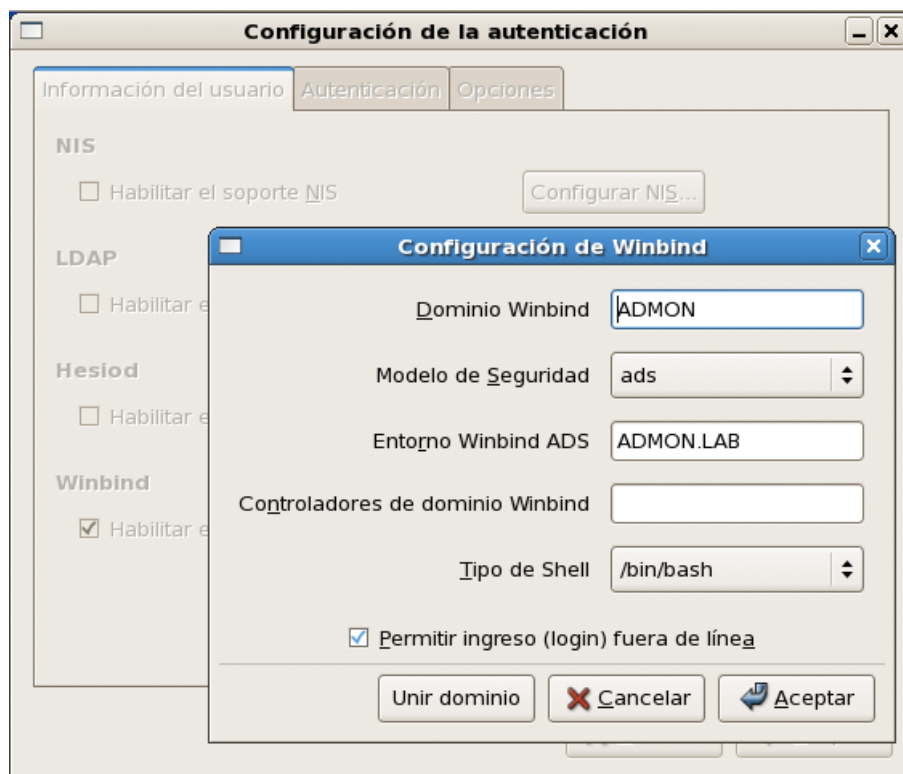 Configuración de la autenticación
Información del usuario Autenticación Opciones
NIS
Habilitar el soporte NIS Configurar NIS...
Configuración de Winbind
LDAP
Habilitar e
Dominio Winbind ADMON
Hesiod
Modelo de Seguridad ads
Habilitar e
Entorno Winbind ADS ADMON.LAB
Winbind
Controladores de dominio Winbind
Habilitar e
Tipo de Shell /bin/bash
Permitir ingreso (login) fuera de línea
Unir dominio Cancelar Aceptar